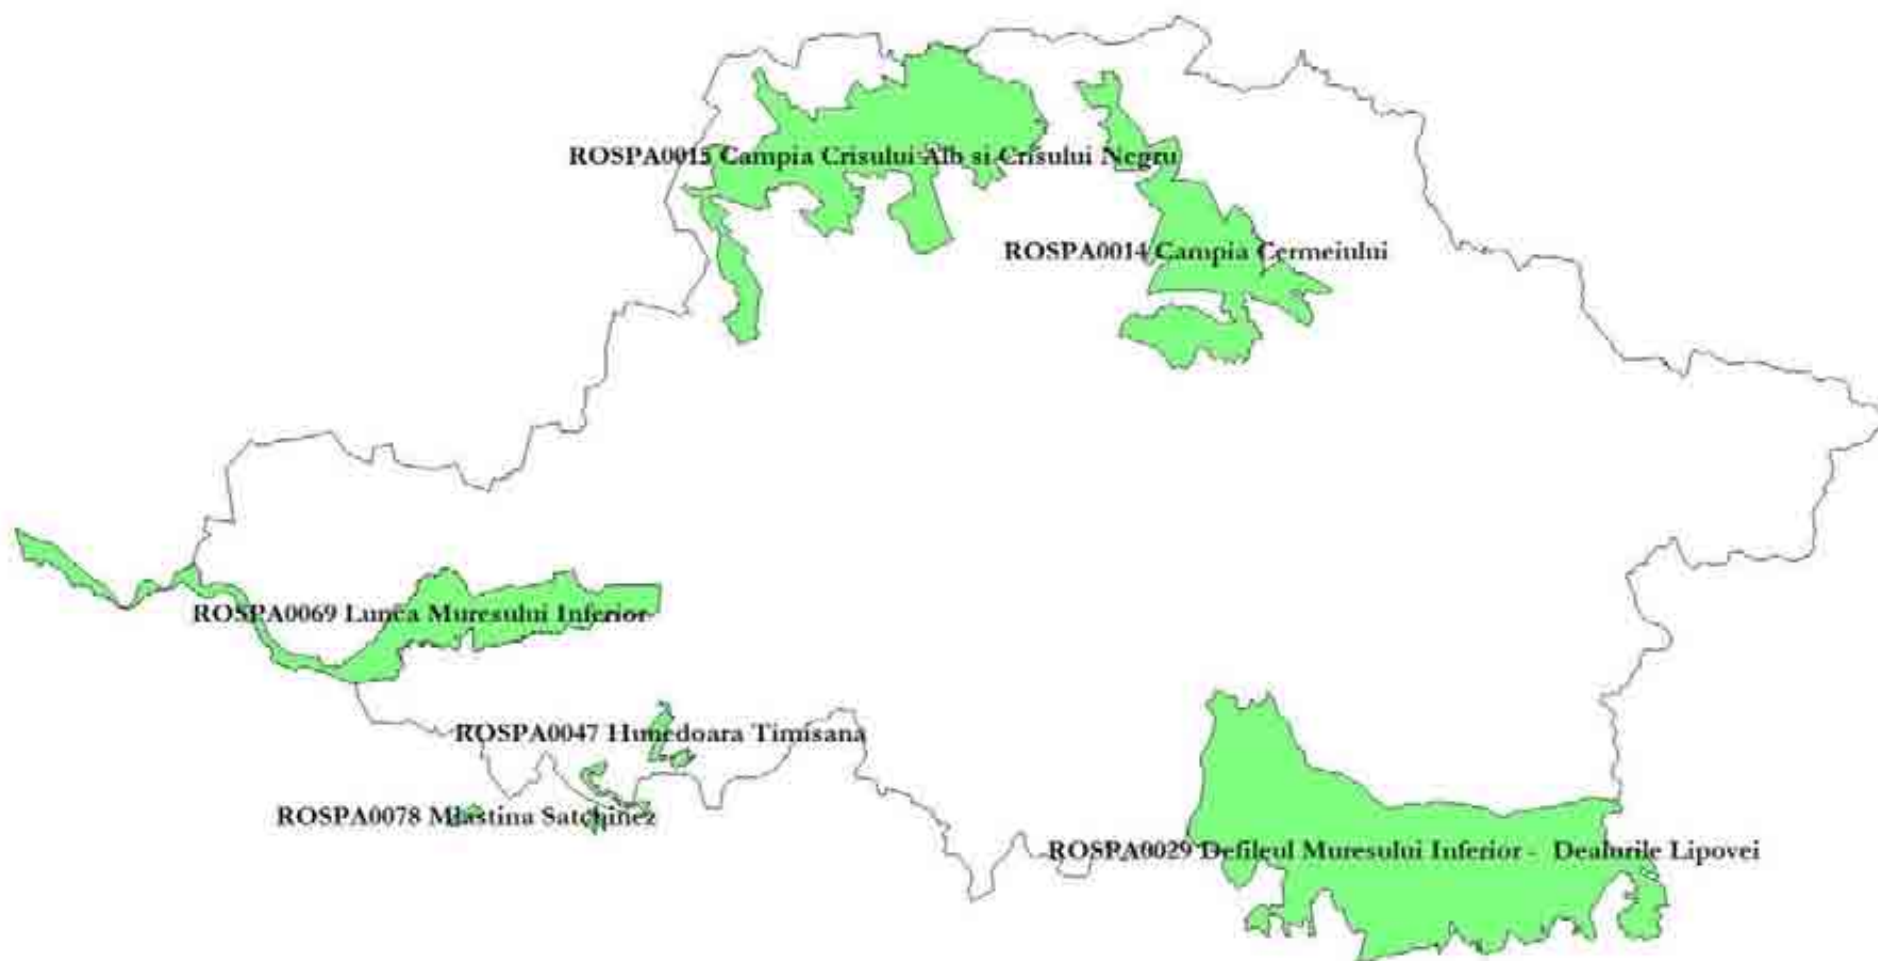 ROSPA0015 Campia Crisului Alb si Crisului Negru
ROSPA0014 Campia Cermeiului
ROSPA0069 Lunca Muresului Inferior
ROSPA0047 Hunedoara Timisana
ROSPA0078 Mlastina Satchinez
ROSPA0029 Defileul Muresului Inferior - Dealurile Lipovei